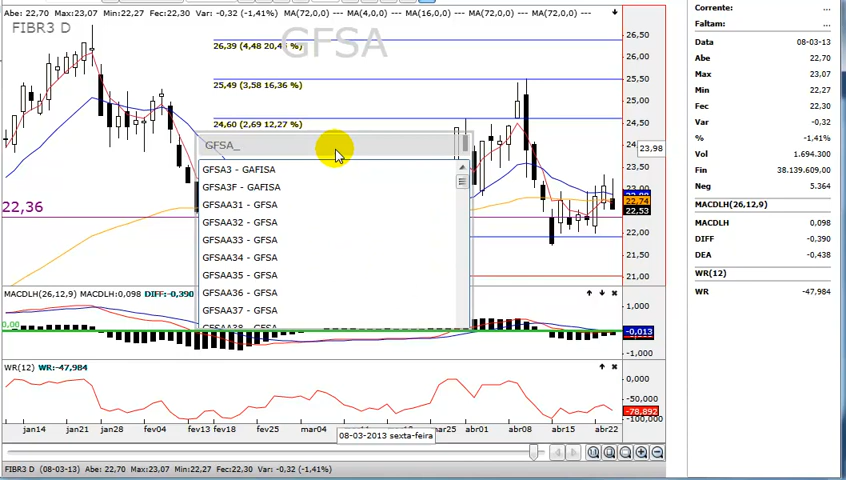 Abe: 22,70 Max:23,07 Min:22,27 Fec:22,30 Var: -0,32 (-1,41%) MA(72,0,0): --- MA(4,0,0): --- MA(16,0,0): --- MA(72,0,0): --- MA(72,0,0): ---
FIBR3 D
GFSA
26,39 (4,48 20,4 %)
25,49 (3,58 16,36 %)
24,60 (2,69 12,27 %)
GFSA_
GFSA3 - GAFISA
GFSA3F - GAFISA
GFSAA31 - GFSA
GFSAA32 - GFSA
GFSAA33 - GFSA
GFSAA34 - GFSA
GFSAA35 - GFSA
GFSAA36 - GFSA
GFSAA37 - GFSA
GFSAA38 - GFSA
22,36
26,50
26,00
25,50
25,00
24,50
24,00
23,98
23,50
23,00
22,74
22,53
22,00
21,50
21,00
MACDLH(26,12,9) MACDLH:0,098 DIFF:-0,390
0,00
1,000
-0,013
-1,000
WR(12) WR:-47,984
0,000
-50,000
-78,892
-100,000
jan14 jan21 jan28 fev04 fev13 fev18 fev25 mar04 mar25 abr01 abr08 abr15 abr22
08-03-2013 sexta-feira
FIBR3 D (08-03-13) Abe: 22,70 Max:23,07 Min:22,27 Fec:22,30 Var: -0,32 (-1,41%)
Corrente: ...
Faltam: ...
Data 08-03-13
Abe 22,70
Max 23,07
Min 22,27
Fec 22,30
Var -0,32
% -1,41%
Vol 1.694.300
Fin 38.139.609,00
Neg 5.364
MACDLH(26,12,9)
MACDLH 0,098
DIFF -0,390
DEA -0,438
WR(12)
WR -47,984